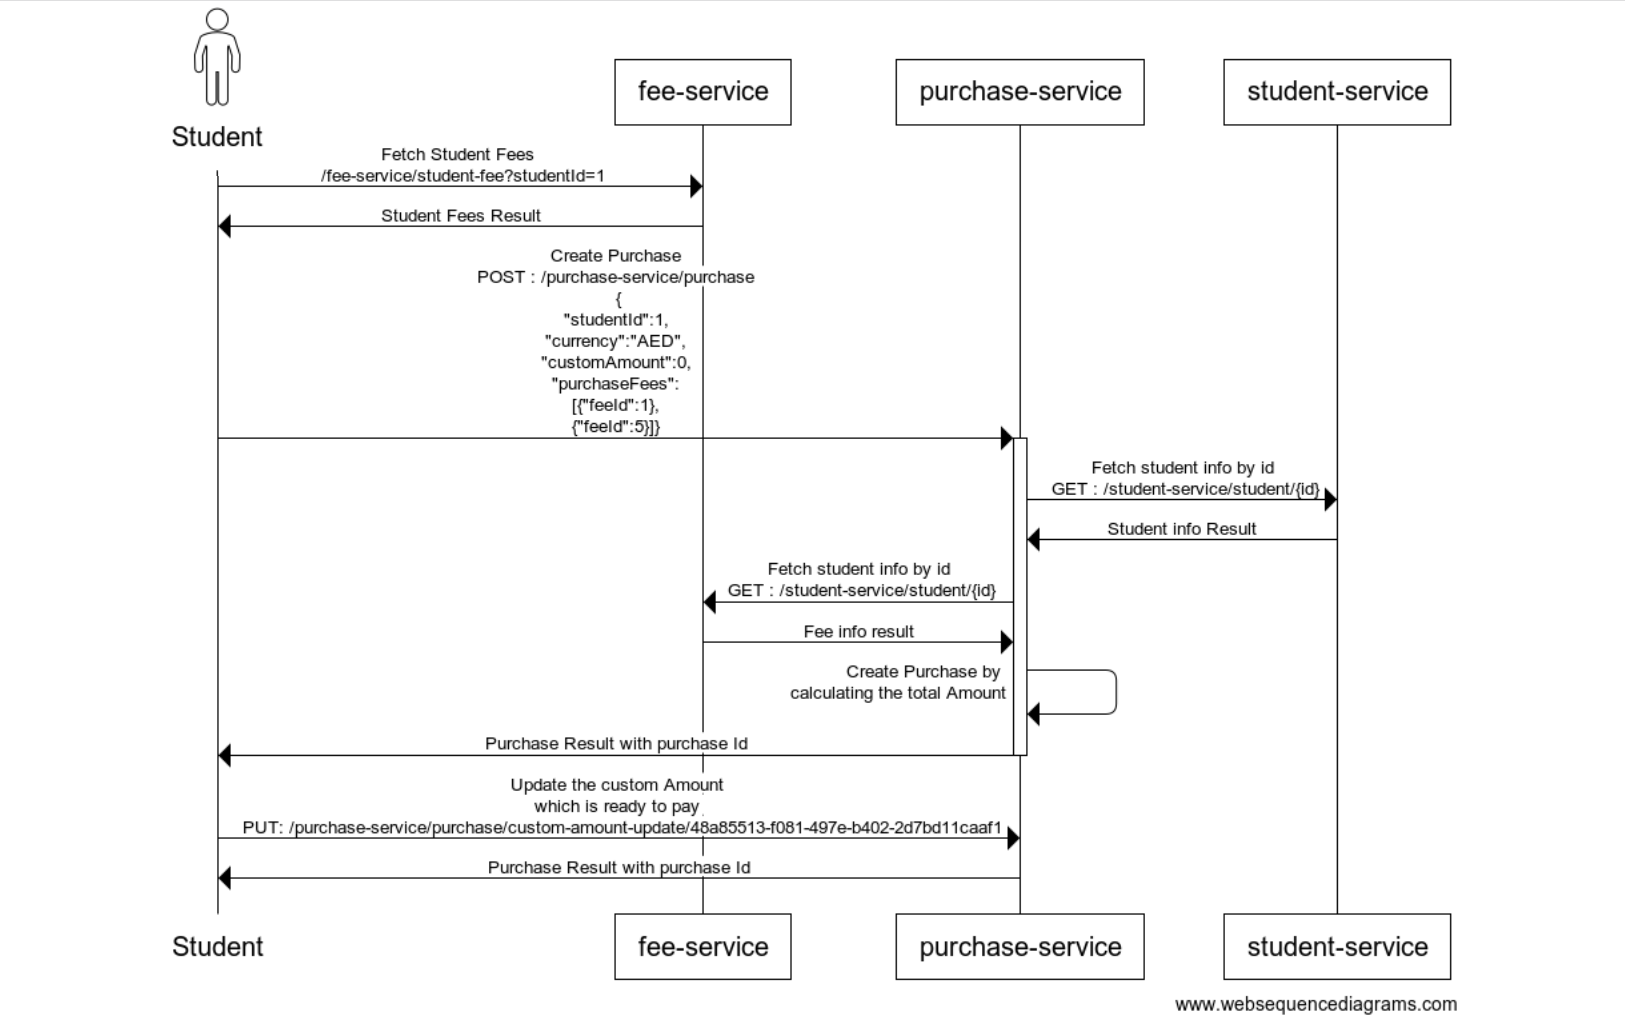 fee-service
purchase-service
student-service
Student
Fetch Student Fees
/fee-service/student-fee?studentId=1
Student Fees Result
Create Purchase
POST : /purchase-service/purchase
{
"studentId":1,
"currency":"AED",
"customAmount":0,
"purchaseFees":
[{"feeId":1},
{"feeId":5}]}
Fetch student info by id
GET : /student-service/student/{id}
Student info Result
Fetch student info by id
GET : /student-service/student/{id}
Fee info result
Create Purchase by
calculating the total Amount
Purchase Result with purchase Id
Update the custom Amount
which is ready to pay
PUT: /purchase-service/purchase/custom-amount-update/48a85513-f081-497e-b402-2d7bd11caaf1
Purchase Result with purchase Id
Student
fee-service
purchase-service
student-service
www.websequencediagrams.com